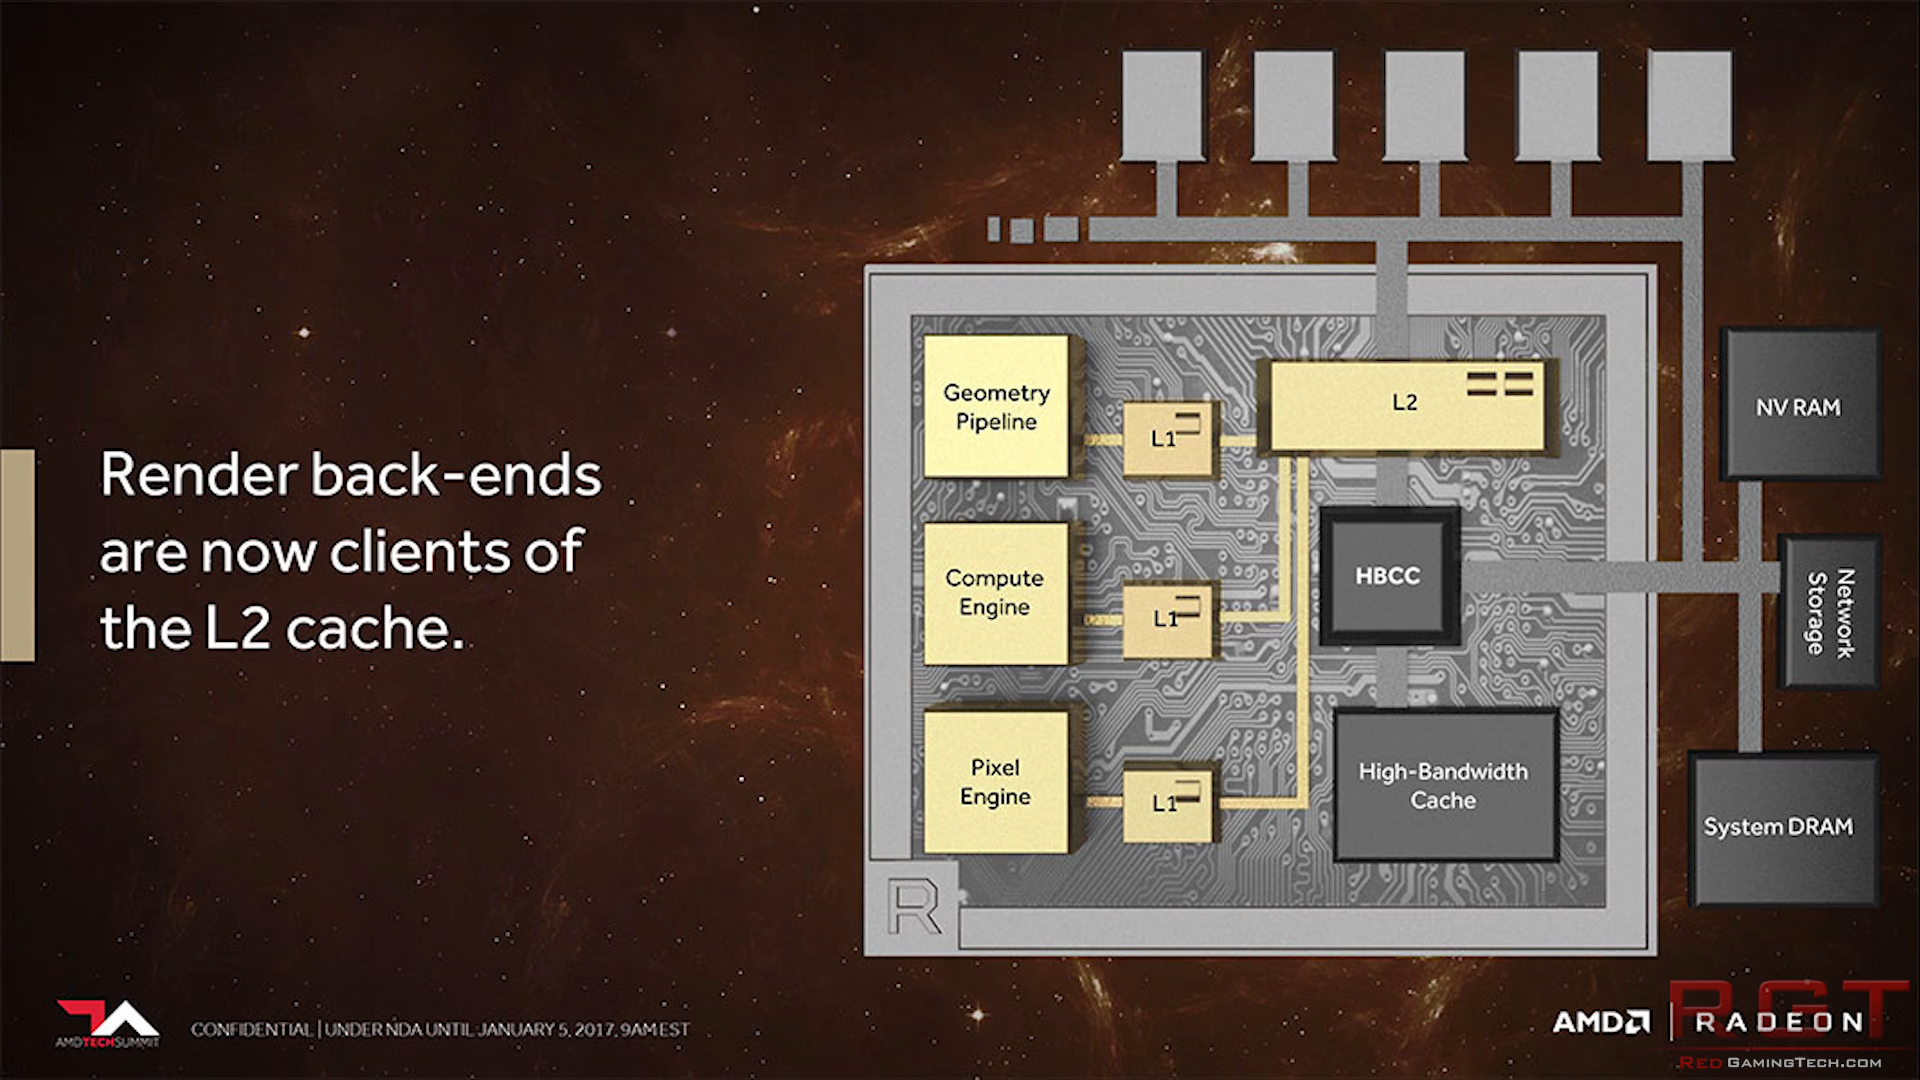 Render back-ends
are now clients of
the L2 cache.
Geometry
Pipeline
L1
L2
NV RAM
Compute
Engine
L1
HBCC
Network
Storage
Pixel
Engine
L1
High-Bandwidth
Cache
System DRAM
R
AMDTECHSUMMIT
CONFIDENTIAL | UNDER NDA UNTIL JANUARY 5, 2017, 9AM EST
AMD
RADEON
RGT
REDGAMINGTECH.COM